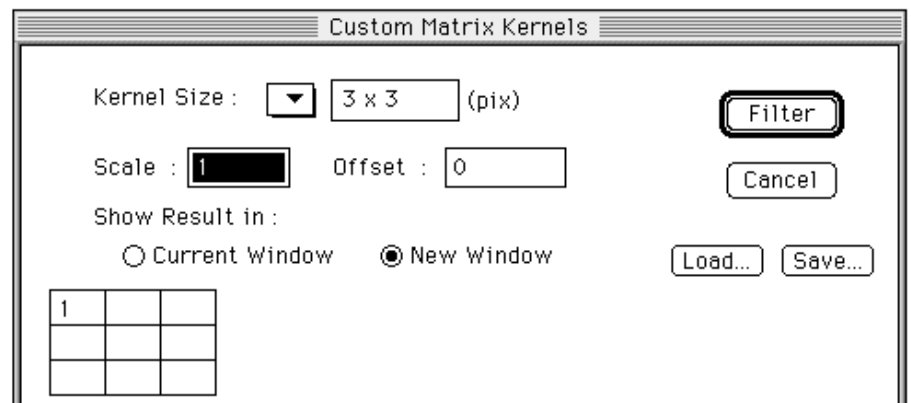 Custom Matrix Kernels
Kernel Size : 3 x 3 (pix)
Filter
Scale : 1 Offset : 0
Cancel
Show Result in :
Current Window New Window
Load... Save...
1